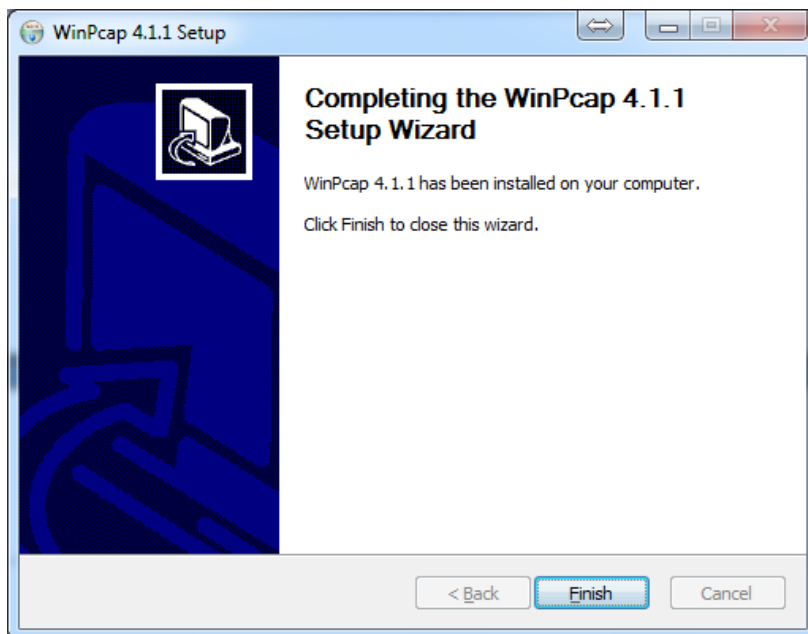 WinPcap 4.1.1 Setup
Completing the WinPcap 4.1.1
Setup Wizard
WinPcap 4.1.1 has been installed on your computer.
Click Finish to close this wizard.
< Back
Finish
Cancel